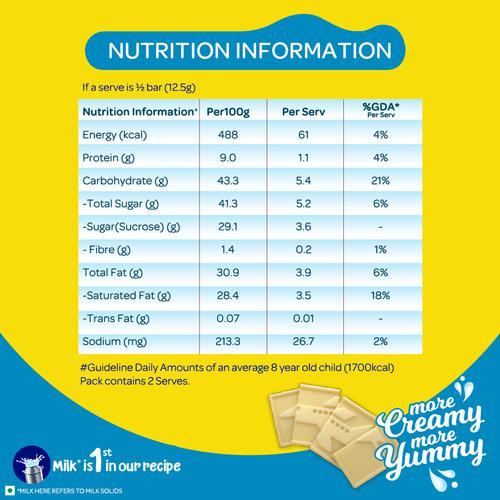 NUTRITION INFORMATION
If a serve is ½ bar (12.5g)
Nutrition Information* Per100g Per Serv %GDA* Per Serv
Energy (kcal) 488 61 4%
Protein (g) 9.0 1.1 4%
Carbohydrate (g) 43.3 5.4 21%
-Total Sugar (g) 41.3 5.2 6%
-Sugar(Sucrose) (g) 29.1 3.6 -
- Fibre (g) 1.4 0.2 1%
Total Fat (g) 30.9 3.9 6%
-Saturated Fat (g) 28.4 3.5 18%
-Trans Fat (g) 0.07 0.01 -
Sodium (mg) 213.3 26.7 2%
#Guideline Daily Amounts of an average 8 year old child (1700kcal)
Pack contains 2 Serves.
more
Creamy
more
Yummy
Milk* is 1st in our recipe
*MILK HERE REFERS TO MILK SOLIDS